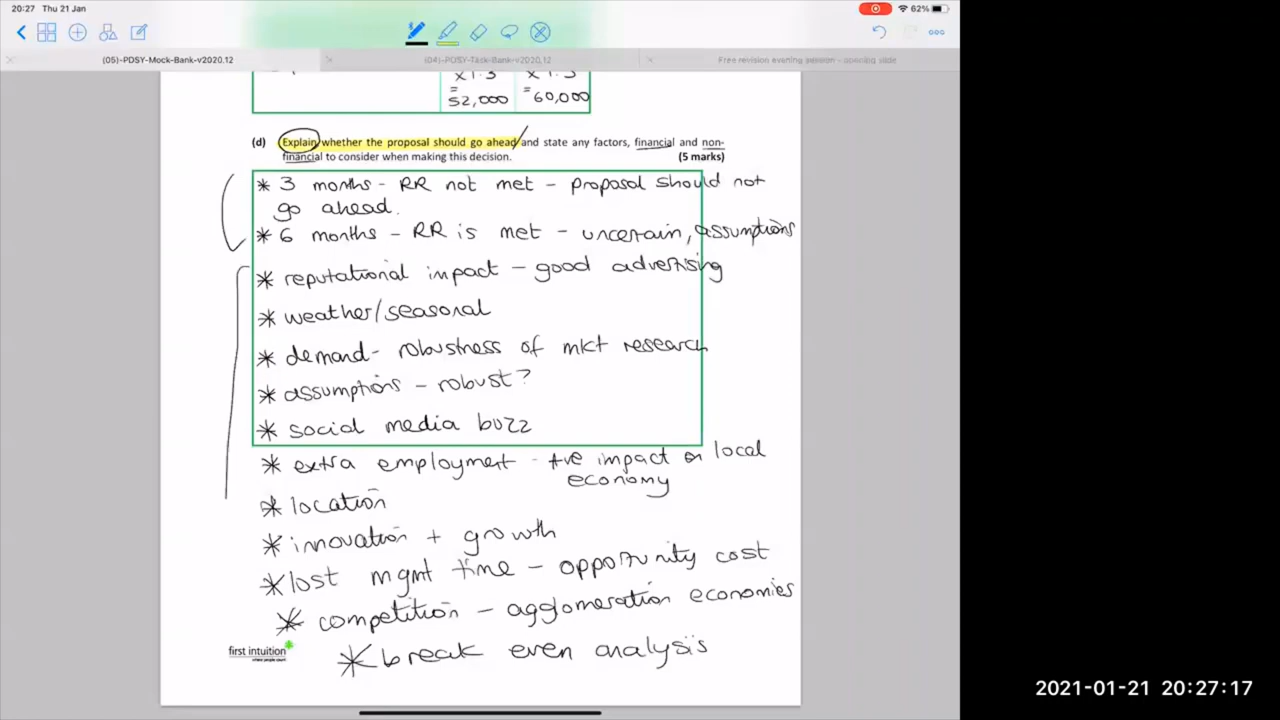 20:27 Thu 21 Jan
62%
(05)-PDSY-Mock-Bank-v2020.12
(04)-PDSY-Task-Bank-v2020.12
Free revision evening session - opening slide
x1.3 x1.5
= =
52,000 60,000
(d) Explain whether the proposal should go ahead and state any factors, financial and non-
financial to consider when making this decision. (5 marks)
* 3 months - RR not met - proposal should not
go ahead.
* 6 months - RR is met - uncertain, assumptions
* reputational impact - good advertising
* weather/seasonal
* demand - robustness of mkt research
* assumptions - robust?
* social media buzz
* extra employment - +ve impact on local
economy
* location
* innovation + growth
* lost mgmt time - opportunity cost
* competition - agglomeration economies
first intuition
where people count
* break even analysis
2021-01-21 20:27:17